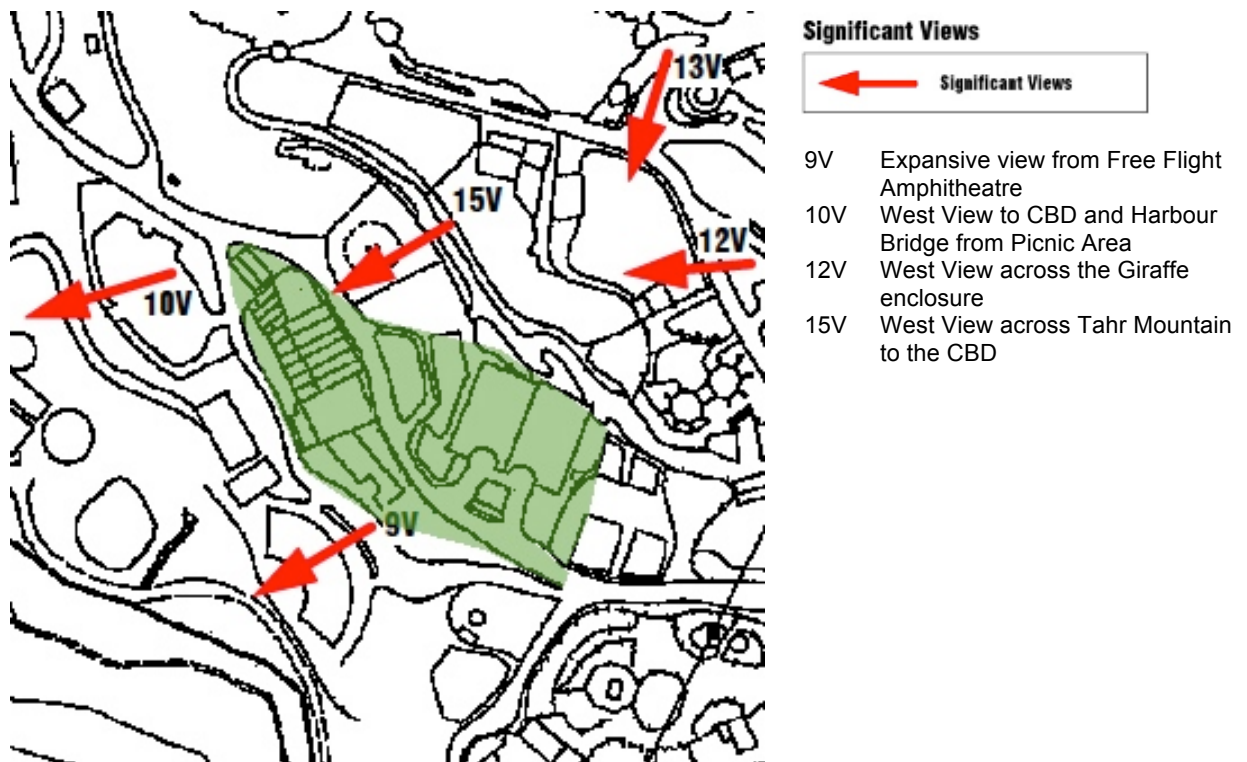 13V
15V
12V
10V
9V
Significant Views
Significant Views
9V Expansive view from Free Flight
Amphitheatre
10V West View to CBD and Harbour
Bridge from Picnic Area
12V West View across the Giraffe
enclosure
15V West View across Tahr Mountain
to the CBD